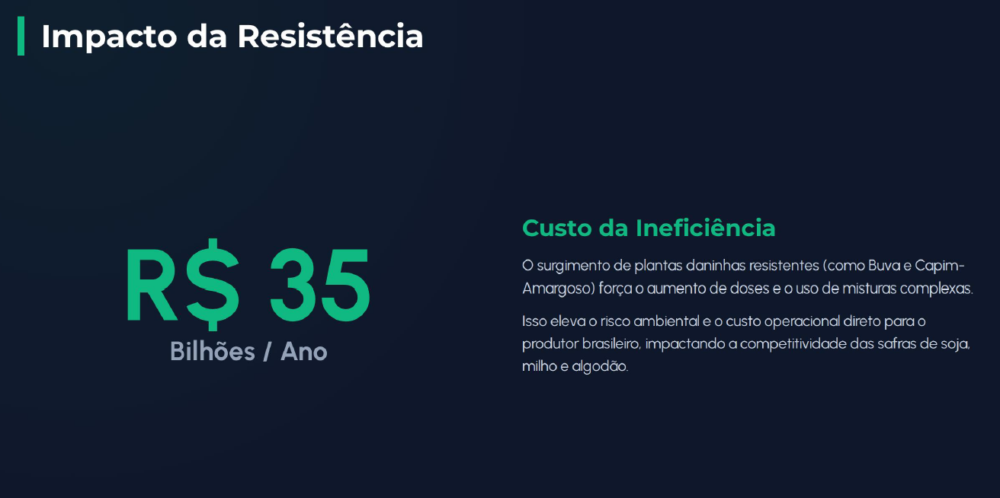 Impacto da Resistência
R$ 35
Bilhões / Ano
Custo da Ineficiência
O surgimento de plantas daninhas resistentes (como Buva e Capim-
Amargoso) força o aumento de doses e o uso de misturas complexas.
Isso eleva o risco ambiental e o custo operacional direto para o
produtor brasileiro, impactando a competitividade das safras de soja,
milho e algodão.